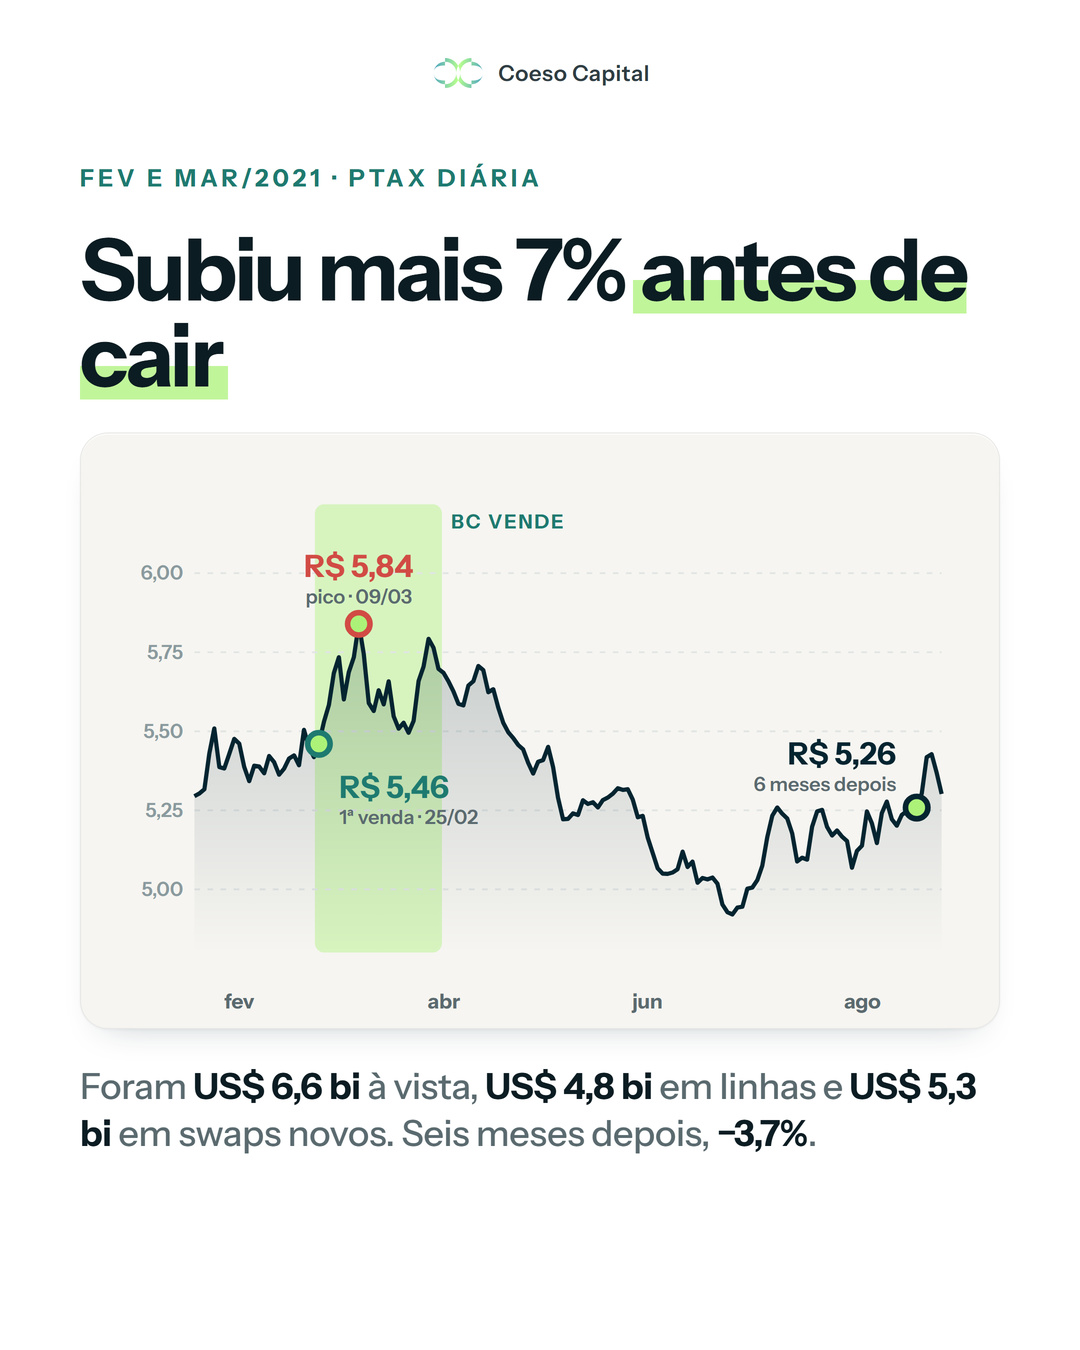 Coeso Capital
FEV E MAR/2021 · PTAX DIÁRIA
Subiu mais 7% antes de
cair
BC VENDE
R$ 5,84
pico · 09/03
6,00
5,75
5,50
5,25
5,00
R$ 5,46
1ª venda · 25/02
R$ 5,26
6 meses depois
fev
abr
jun
ago
Foram US$ 6,6 bi à vista, US$ 4,8 bi em linhas e US$ 5,3
bi em swaps novos. Seis meses depois, −3,7%.